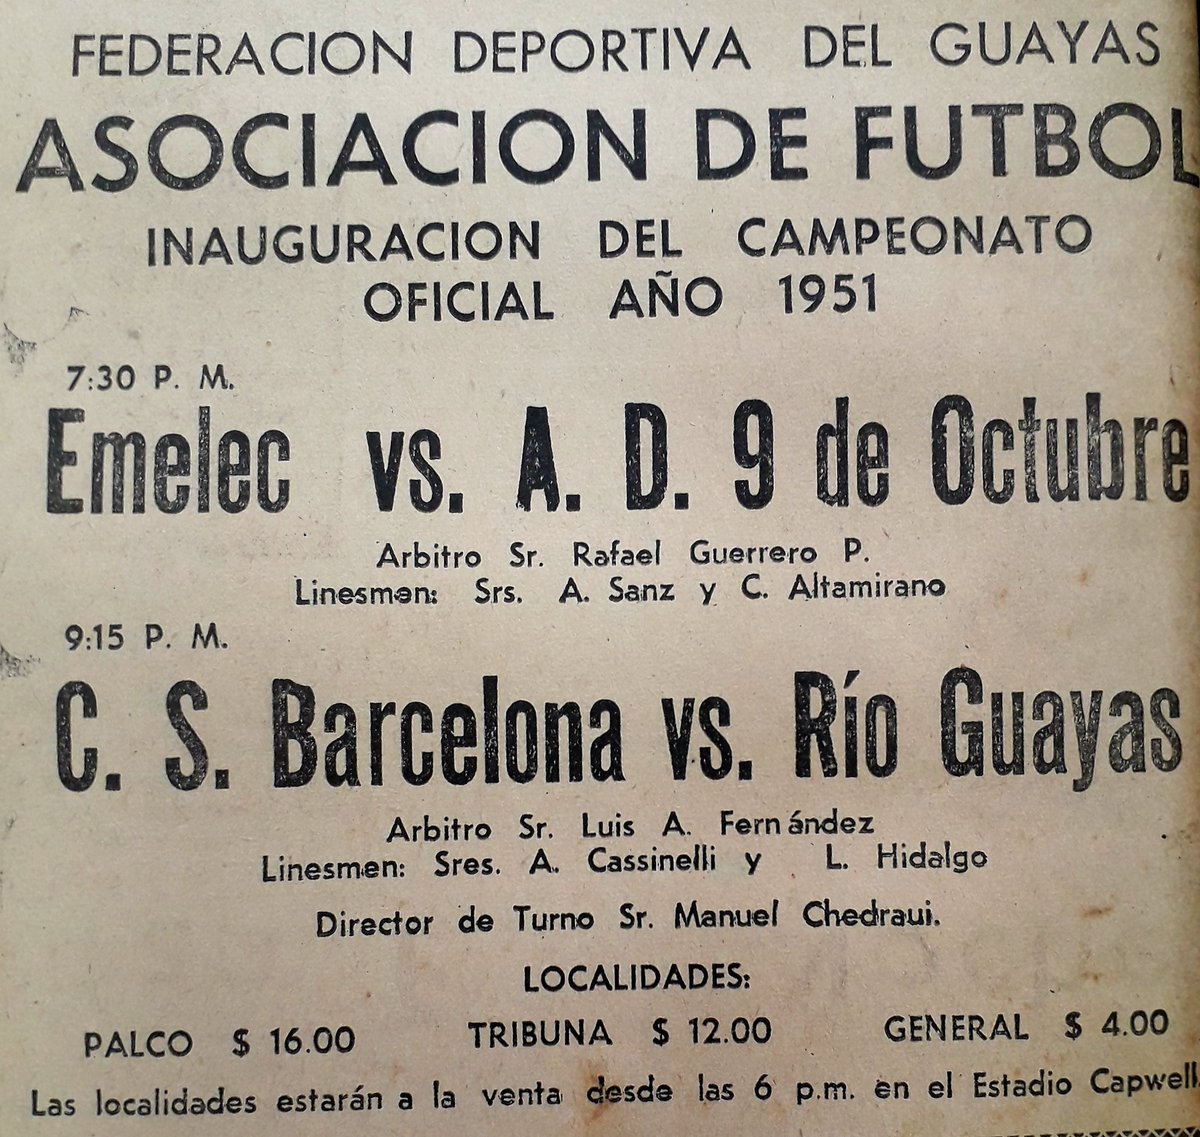 FEDERACION DEPORTIVA DEL GUAYAS
ASOCIACION DE FUTBOL
INAUGURACION DEL CAMPEONATO
OFICIAL AÑO 1951
7:30 P. M.
Emelec vs. A. D. 9 de Octubre
Arbitro Sr. Rafael Guerrero P.
Linesmen: Srs. A. Sanz y C. Altamirano
9:15 P. M.
C. S. Barcelona vs. Río Guayas
Arbitro Sr. Luis A. Fernández
Linesmen: Sres. A. Cassinelli y L. Hidalgo
Director de Turno Sr. Manuel Chedraui.
LOCALIDADES:
PALCO $ 16.00 TRIBUNA $ 12.00 GENERAL $ 4.00
Las localidades estarán a la venta desde las 6 p.m. en el Estadio Capwell